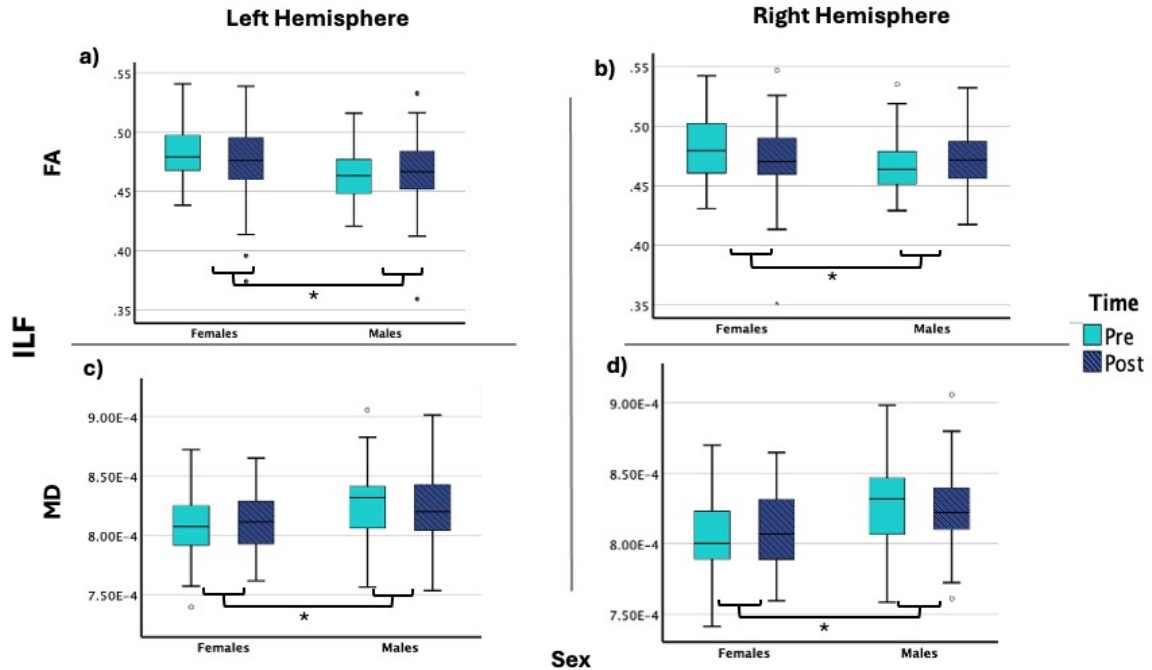 Left Hemisphere
Right Hemisphere
ILF
FA
MD
a)
.55
.50
.45
.40
.35
*
Females
Males
b)
.55
.50
.45
.40
.35
*
Females
Males
c)
9.00E-4
8.50E-4
8.00E-4
7.50E-4
*
Females
Males
d)
9.00E-4
8.50E-4
8.00E-4
7.50E-4
*
Females
Males
Sex
Time
Pre
Post